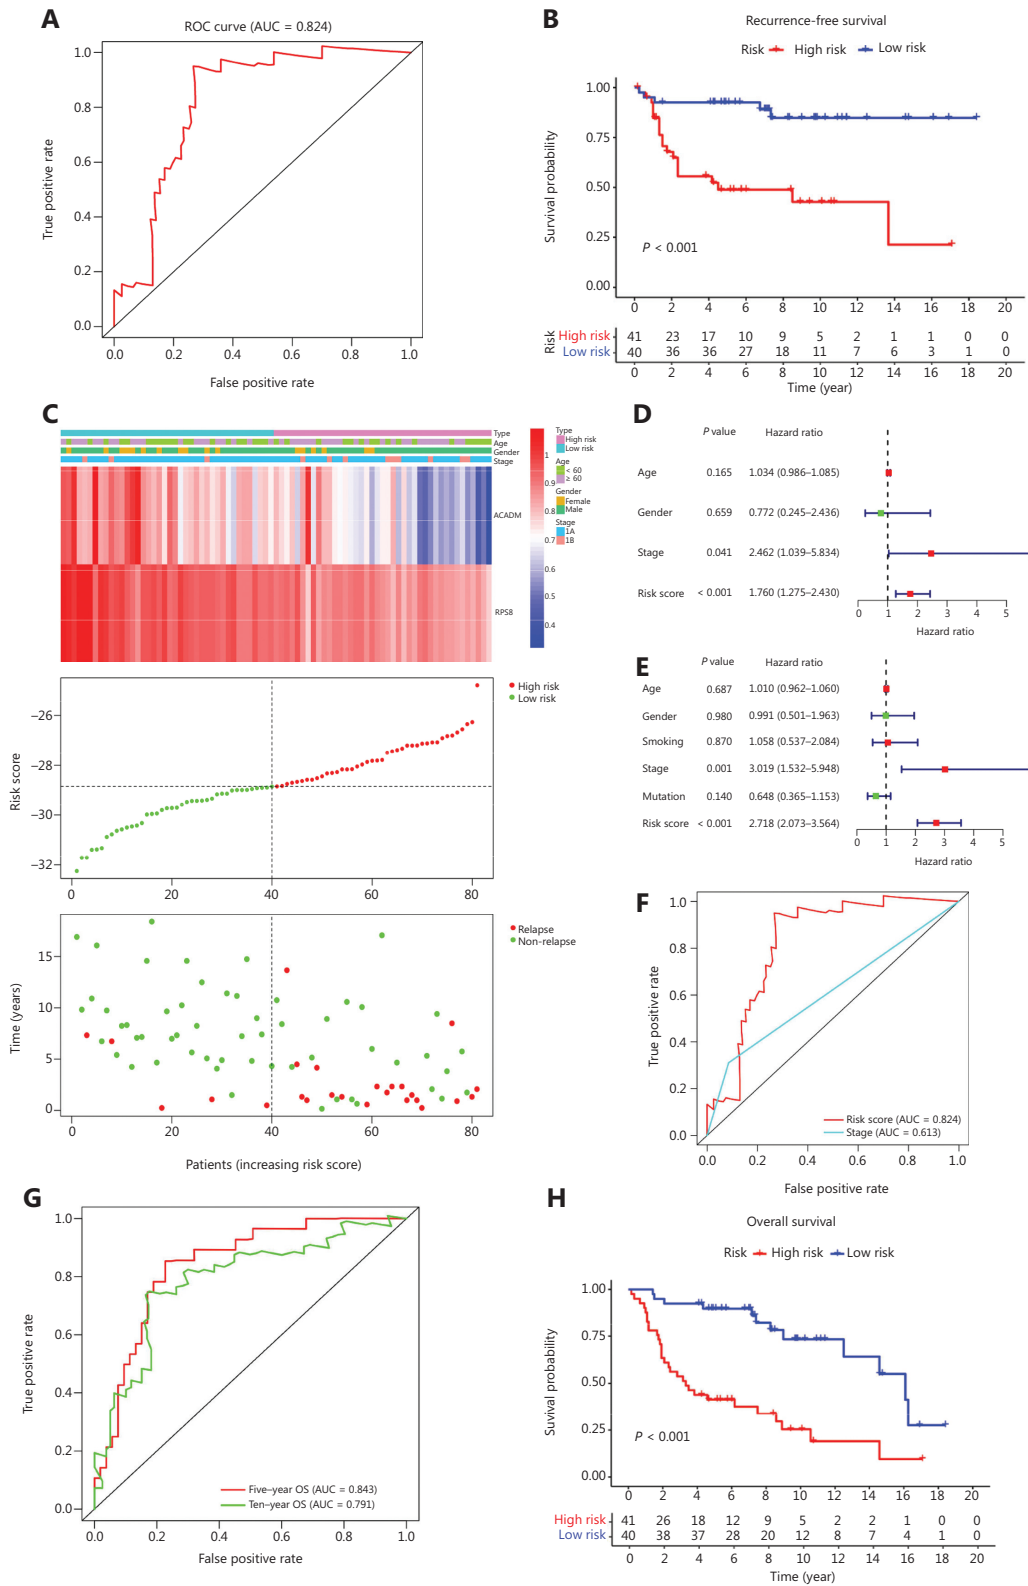 A
ROC curve (AUC = 0.824)
1.0
0.8
0.6
0.4
0.2
0.0
True positive rate
0.0 0.2 0.4 0.6 0.8 1.0
False positive rate
B
Recurrence-free survival
Risk High risk Low risk
1.00
0.75
0.50
0.25
0.00
Survival probability
P < 0.001
0 2 4 6 8 10 12 14 16 18 20
Risk
High risk 41 23 17 10 9 5 2 1 1 0 0
Low risk 40 36 36 27 18 11 7 6 3 1 0
0 2 4 6 8 10 12 14 16 18 20
Time (year)
C
Type
Age
Gender
Stage
ACADM
RPS8
1
0.9
0.8
0.7
0.6
0.5
0.4
Type
High risk
Low risk
Age
< 60
≥ 60
Gender
Female
Male
Stage
1A
1B
High risk
Low risk
−26
−28
−30
−32
Risk score
0 20 40 60 80
Relapse
Non-relapse
15
10
5
0
Time (years)
0 20 40 60 80
Patients (increasing risk score)
D
P value Hazard ratio
Age 0.165 1.034 (0.986–1.085)
Gender 0.659 0.772 (0.245–2.436)
Stage 0.041 2.462 (1.039–5.834)
Risk score < 0.001 1.760 (1.275–2.430)
0 1 2 3 4 5
Hazard ratio
E
P value Hazard ratio
Age 0.687 1.010 (0.962–1.060)
Gender 0.980 0.991 (0.501–1.963)
Smoking 0.870 1.058 (0.537–2.084)
Stage 0.001 3.019 (1.532–5.948)
Mutation 0.140 0.648 (0.365–1.153)
Risk score < 0.001 2.718 (2.073–3.564)
0 1 2 3 4 5
Hazard ratio
F
1.0
0.8
0.6
0.4
0.2
0.0
True positive rate
Risk score (AUC = 0.824)
Stage (AUC = 0.613)
0.0 0.2 0.4 0.6 0.8 1.0
False positive rate
G
1.0
0.8
0.6
0.4
0.2
0.0
True positive rate
Five–year OS (AUC = 0.843)
Ten–year OS (AUC = 0.791)
0.0 0.2 0.4 0.6 0.8 1.0
False positive rate
H
Overall survival
Risk High risk Low risk
1.00
0.75
0.50
0.25
0.00
Suvival probability
P < 0.001
0 2 4 6 8 10 12 14 16 18 20
High risk 41 26 18 12 9 5 2 2 1 0 0
Low risk 40 38 37 28 20 12 8 7 4 1 0
0 2 4 6 8 10 12 14 16 18 20
Time (year)